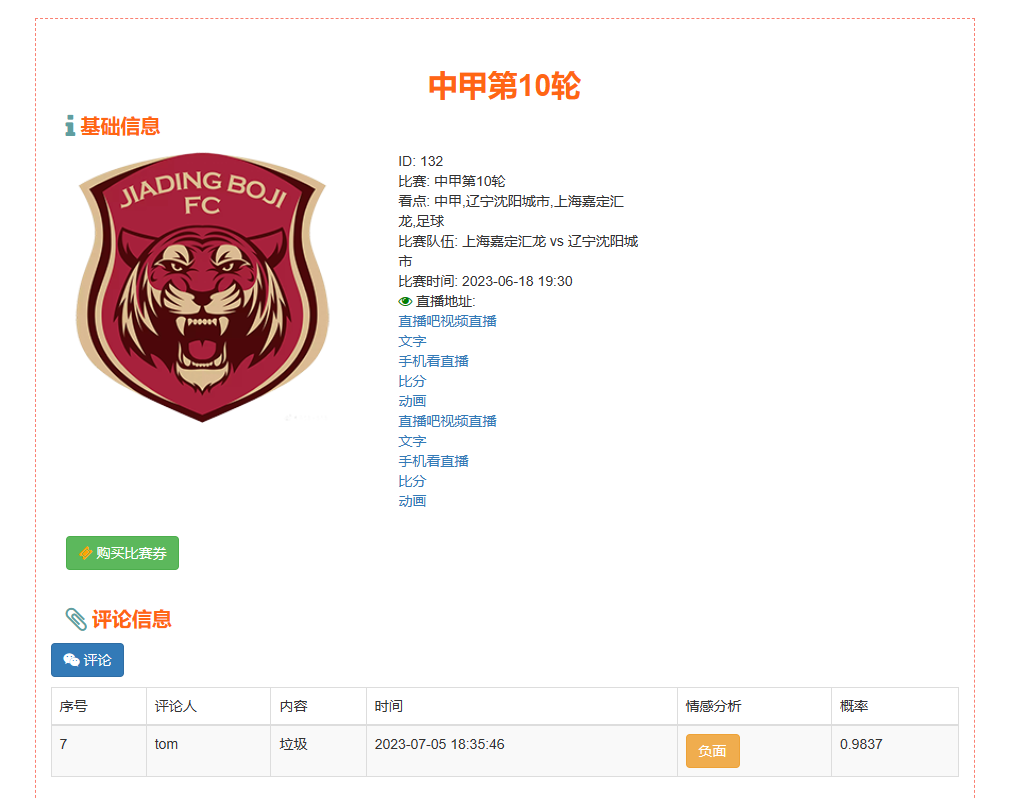 中甲第10轮
基础信息
JIADING BOJI
FC
ID: 132
比赛: 中甲第10轮
看点: 中甲,辽宁沈阳城市,上海嘉定汇
龙,足球
比赛队伍: 上海嘉定汇龙 vs 辽宁沈阳城
市
比赛时间: 2023-06-18 19:30
直播地址:
直播吧视频直播
文字
手机看直播
比分
动画
直播吧视频直播
文字
手机看直播
比分
动画
购买比赛券
评论信息
评论
序号 评论人 内容 时间 情感分析 概率
7 tom 垃圾 2023-07-05 18:35:46 负面 0.9837